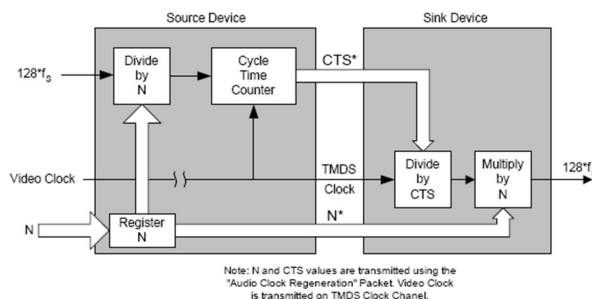 Source Device
Sink Device
128*fS
Divide
by
N
Cycle
Time
Counter
CTS*
Video Clock
TMDS
Clock
Divide
by
CTS
Multiply
by
N
128*f
N
Register
N
N*
Note: N and CTS values are transmitted using the
"Audio Clock Regeneration" Packet. Video Clock
is transmitted on TMDS Clock Chanel.